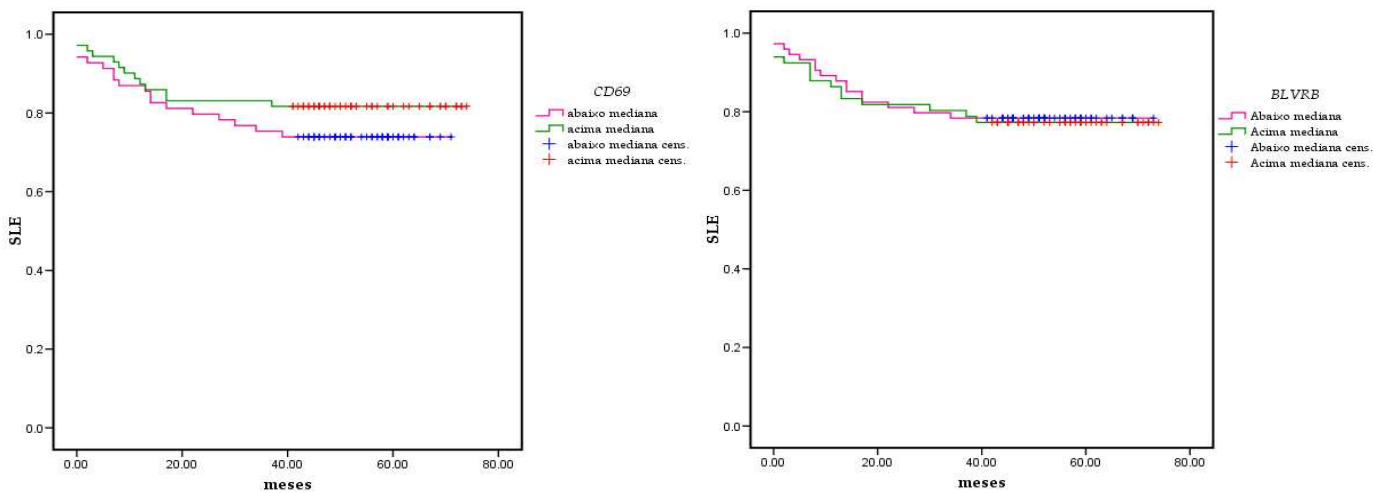 1.0
0.8
0.6
0.4
0.2
0.0
SLE
0.00 20.00 40.00 60.00 80.00
meses
CD69
abaixo mediana
acima mediana
abaixo mediana cens.
acima mediana cens.
1.0
0.8
0.6
0.4
0.2
0.0
SLE
0.00 20.00 40.00 60.00 80.00
meses
BLVRB
Abaixo mediana
Acima mediana
Abaixo mediana cens.
Acima mediana cens.